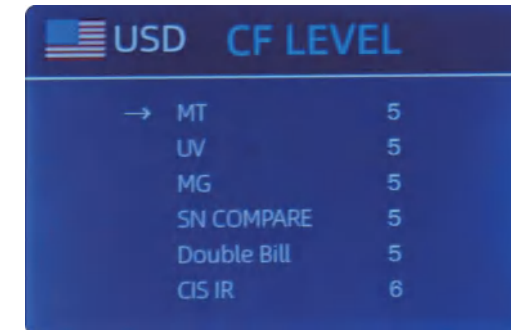 USD CF LEVEL
→ MT 5
UV 5
MG 5
SN COMPARE 5
Double Bill 5
CIS IR 6